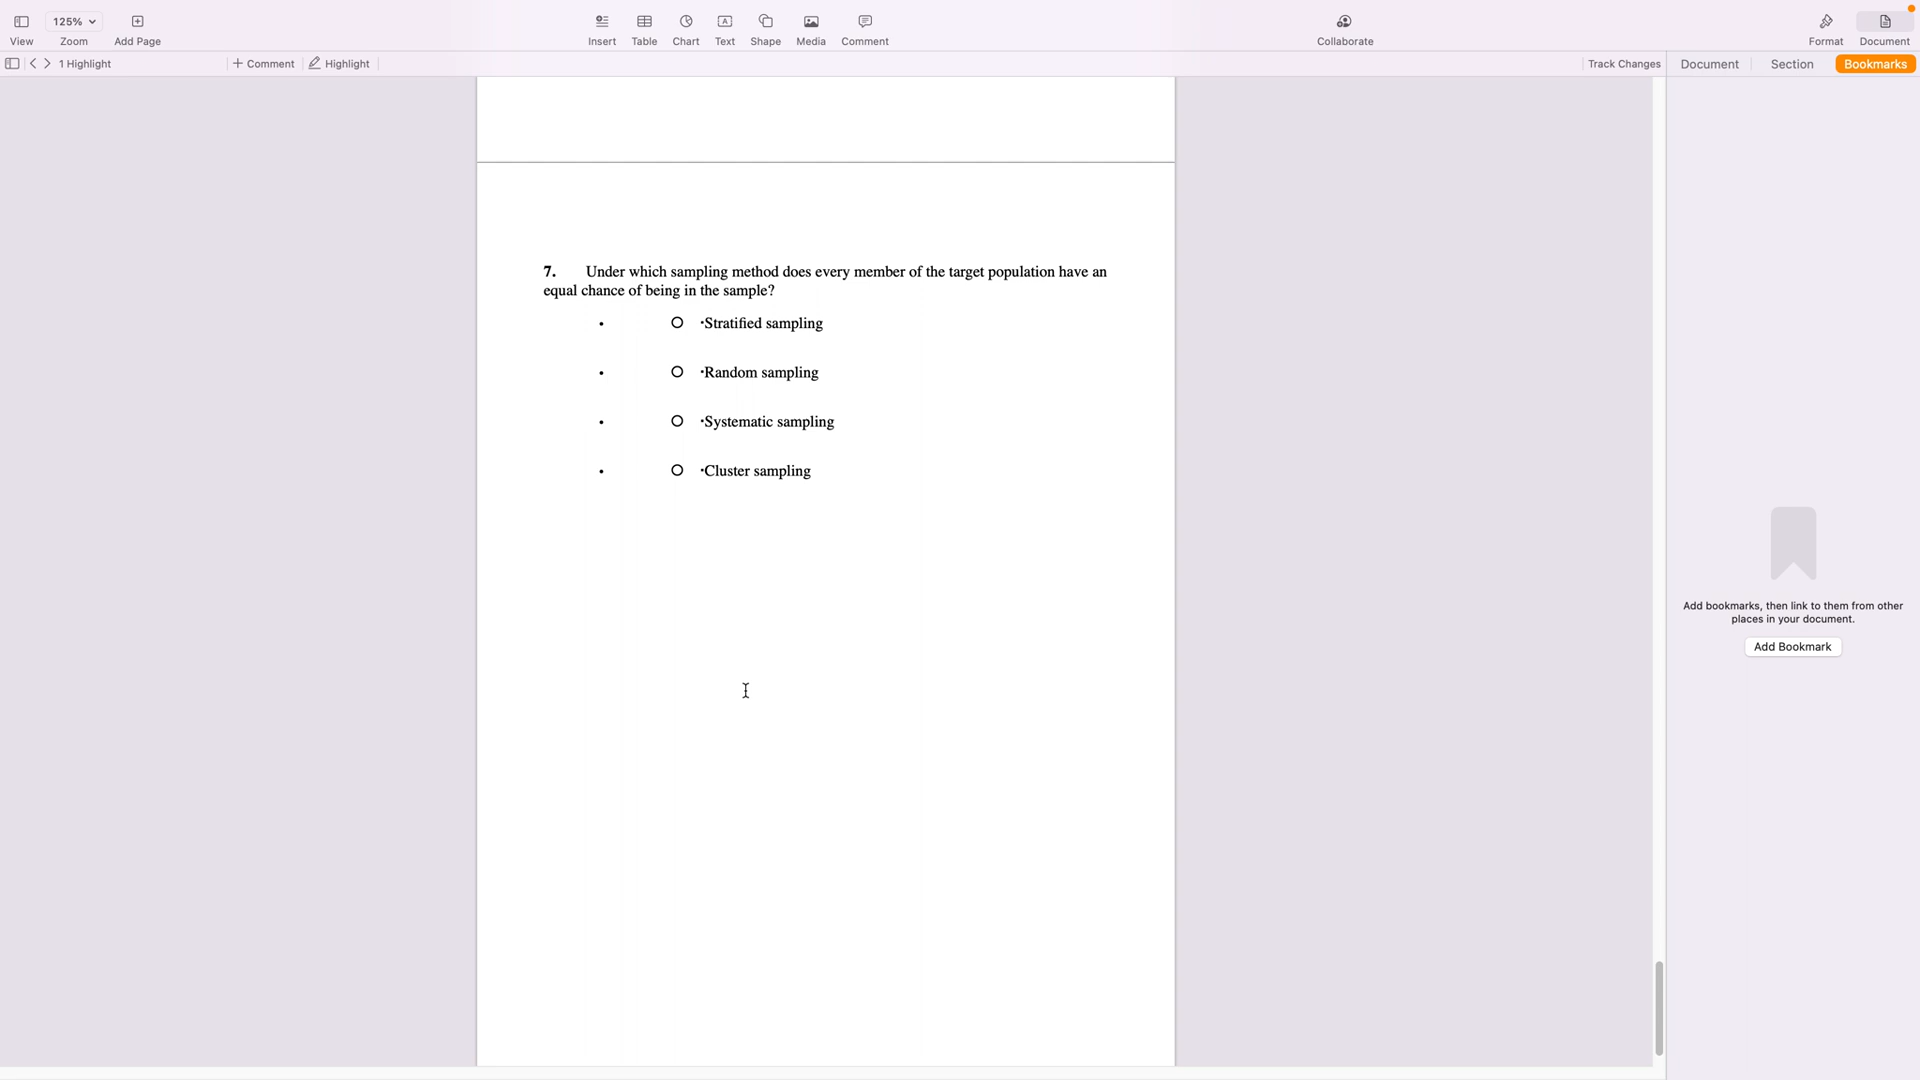 125%
View
Zoom
Add Page
Insert
Table
Chart
Text
Shape
Media
Comment
Collaborate
Format
Document
1 Highlight
Comment
Highlight
Track Changes
Document
Section
Bookmarks
7. Under which sampling method does every member of the target population have an
equal chance of being in the sample?
• ·Stratified sampling
• ·Random sampling
• ·Systematic sampling
• ·Cluster sampling
Add bookmarks, then link to them from other
places in your document.
Add Bookmark